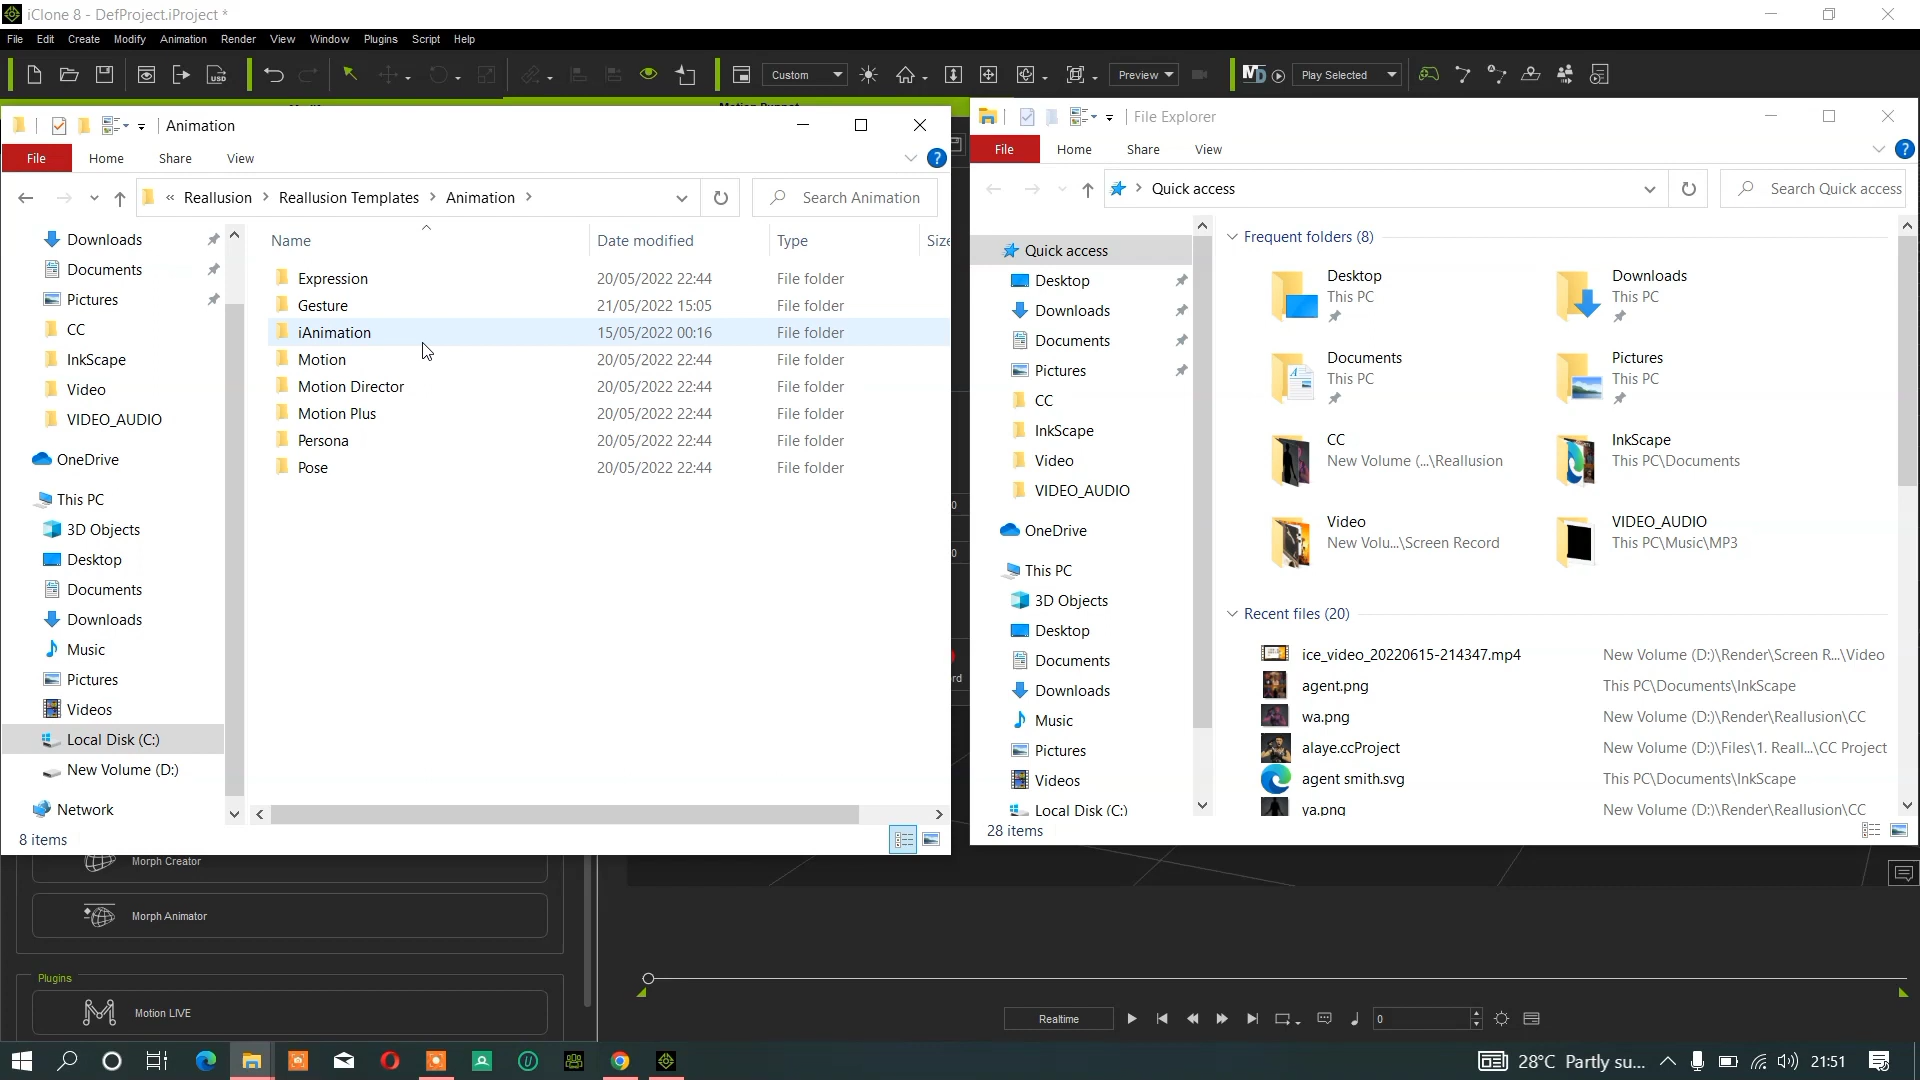 iClone 8 - DefProject.iProject *
File Edit Create Modify Animation Render View Window Plugins Script Help
Custom Preview Play Selected
Animation
File Home Share View
« Reallusion > Reallusion Templates > Animation >
Search Animation
Name Date modified Type Size
Downloads
Documents
Pictures
CC
InkScape
Video
VIDEO_AUDIO
OneDrive
This PC
3D Objects
Desktop
Documents
Downloads
Music
Pictures
Videos
Local Disk (C:)
New Volume (D:)
Network
Expression 20/05/2022 22:44 File folder
Gesture 21/05/2022 15:05 File folder
iAnimation 15/05/2022 00:16 File folder
Motion 20/05/2022 22:44 File folder
Motion Director 20/05/2022 22:44 File folder
Motion Plus 20/05/2022 22:44 File folder
Persona 20/05/2022 22:44 File folder
Pose 20/05/2022 22:44 File folder
8 items
File Explorer
File Home Share View
> Quick access
Search Quick access
Quick access
Desktop
Downloads
Documents
Pictures
CC
InkScape
Video
VIDEO_AUDIO
OneDrive
This PC
3D Objects
Desktop
Documents
Downloads
Music
Pictures
Videos
Local Disk (C:)
Frequent folders (8)
Desktop
This PC
Downloads
This PC
Documents
This PC
Pictures
This PC
CC
New Volume (...\Reallusion
InkScape
This PC\Documents
Video
New Volu...\Screen Record
VIDEO_AUDIO
This PC\Music\MP3
Recent files (20)
ice_video_20220615-214347.mp4 New Volume (D:)\Render\Screen R...\Video
agent.png This PC\Documents\InkScape
wa.png New Volume (D:)\Render\Reallusion\CC
alaye.ccProject New Volume (D:)\Files\1. Reall...\CC Project
agent smith.svg This PC\Documents\InkScape
ya.png New Volume (D:)\Render\Reallusion\CC
28 items
Morph Creator
Morph Animator
Plugins
Motion LIVE
Realtime
0
28°C Partly su...
21:51